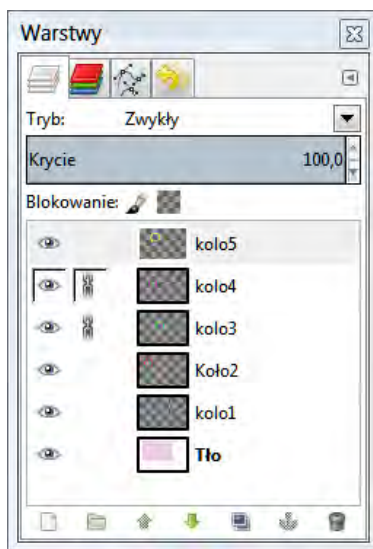 Warstwy
Tryb: Zwykły
Krycie 100,0
Blokowanie:
kolo5
kolo4
kolo3
Koło2
kolo1
Tło